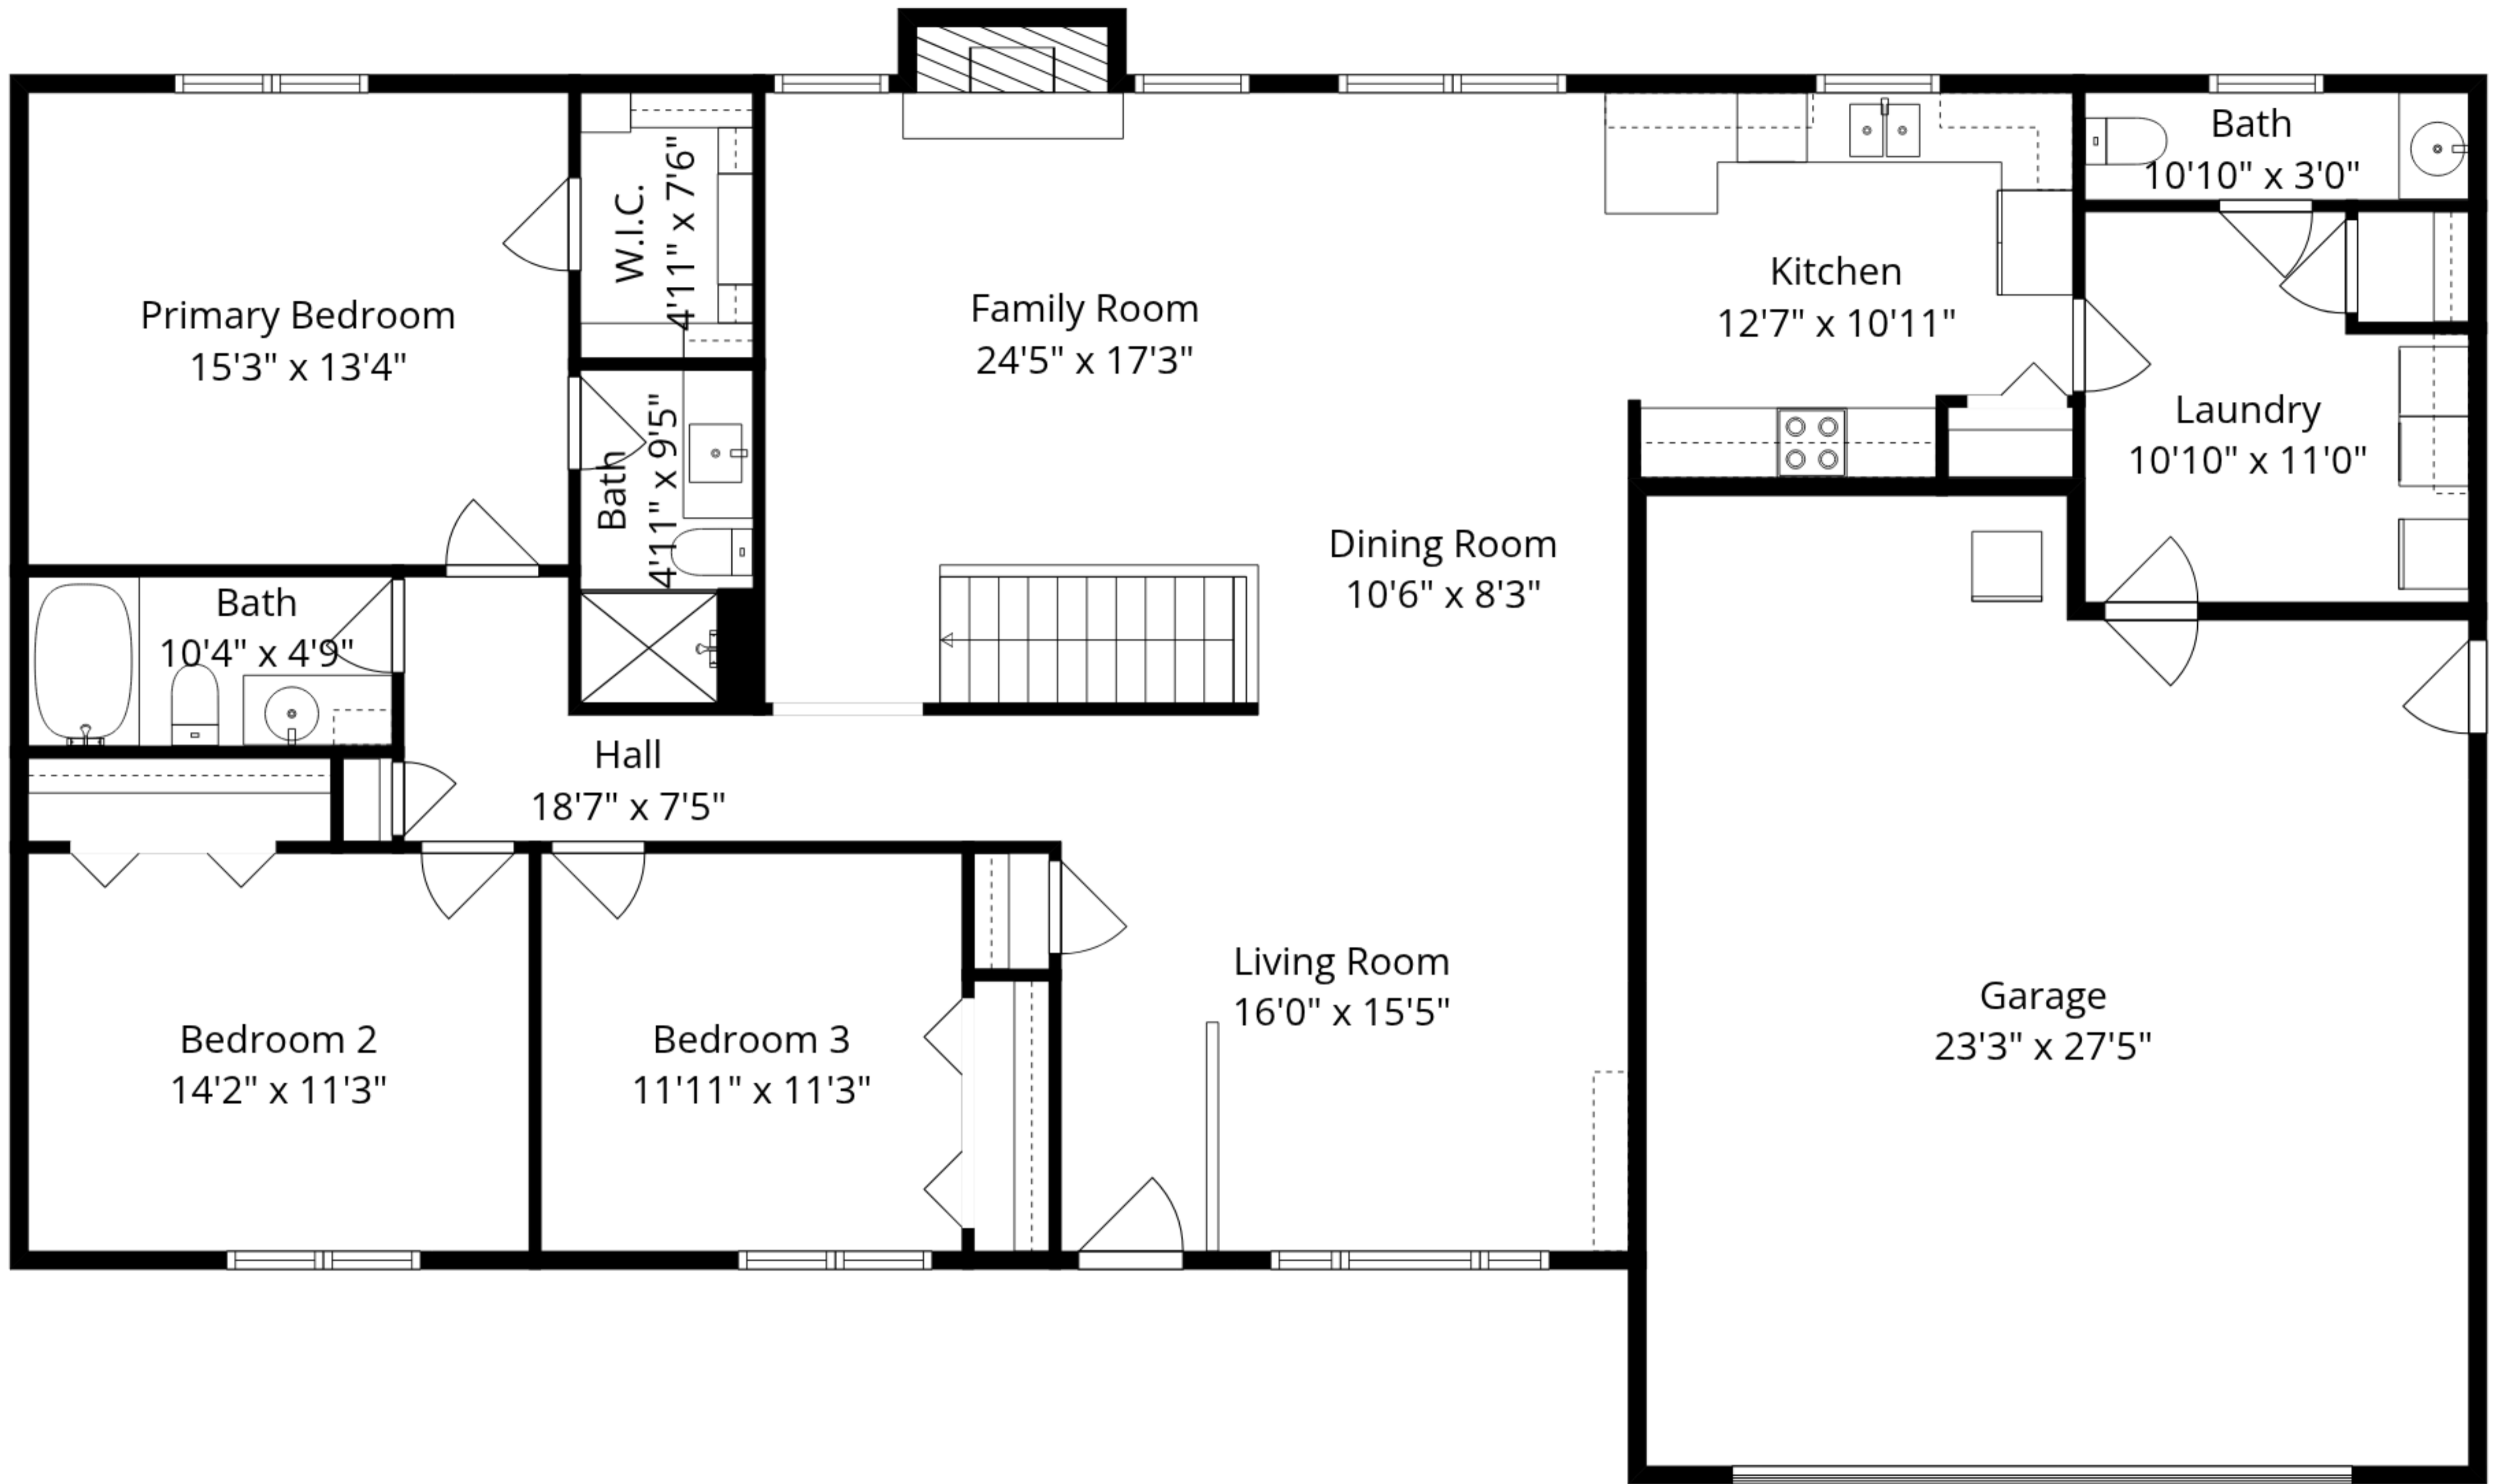 Bath
10'10" x 3'0"
W.I.C.
4'11" x 7'6"
Primary Bedroom
15'3" x 13'4"
Family Room
24'5" x 17'3"
Kitchen
12'7" x 10'11"
Laundry
10'10" x 11'0"
Bath
4'11" x 9'5"
Dining Room
10'6" x 8'3"
Bath
10'4" x 4'9"
Hall
18'7" x 7'5"
Living Room
16'0" x 15'5"
Garage
23'3" x 27'5"
Bedroom 2
14'2" x 11'3"
Bedroom 3
11'11" x 11'3"